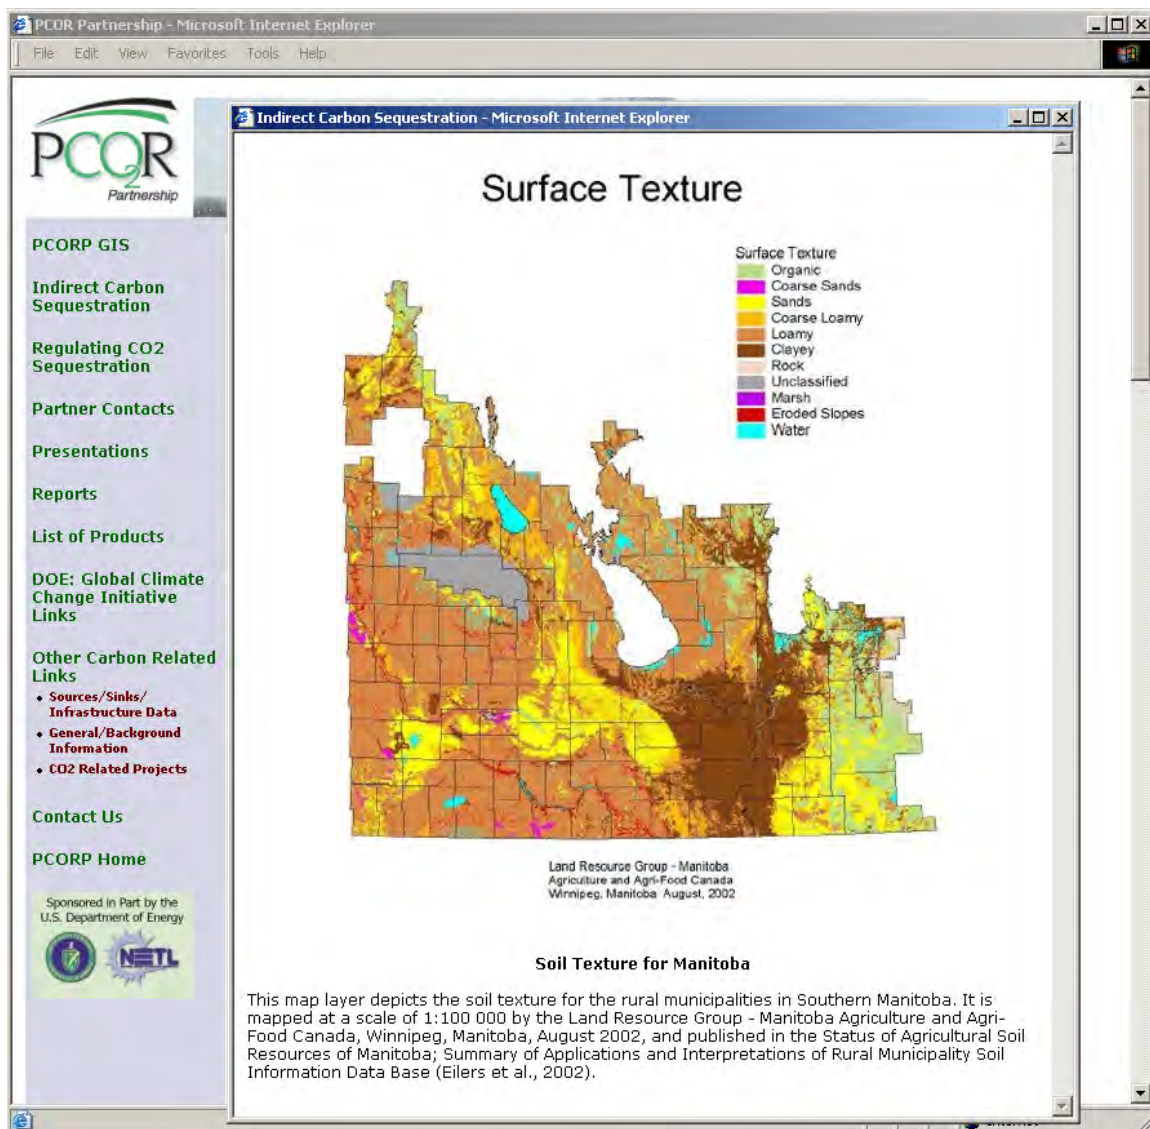 PCOR Partnership - Microsoft Internet Explorer
File Edit View Favorites Tools Help
PCO2R
Partnership
PCORP GIS
Indirect Carbon
Sequestration
Regulating CO2
Sequestration
Partner Contacts
Presentations
Reports
List of Products
DOE: Global Climate
Change Initiative
Links
Other Carbon Related
Links
Sources/Sinks/
Infrastructure Data
General/Background
Information
CO2 Related Projects
Contact Us
PCORP Home
Sponsored in Part by the
U.S. Department of Energy
NETL
Indirect Carbon Sequestration - Microsoft Internet Explorer
Surface Texture
Surface Texture
Organic
Coarse Sands
Sands
Coarse Loamy
Loamy
Clayey
Rock
Unclassified
Marsh
Eroded Slopes
Water
Land Resource Group - Manitoba
Agriculture and Agri-Food Canada
Winnipeg, Manitoba August, 2002
Soil Texture for Manitoba
This map layer depicts the soil texture for the rural municipalities in Southern Manitoba. It is
mapped at a scale of 1:100 000 by the Land Resource Group - Manitoba Agriculture and Agri-
Food Canada, Winnipeg, Manitoba, August 2002, and published in the Status of Agricultural Soil
Resources of Manitoba; Summary of Applications and Interpretations of Rural Municipality Soil
Information Data Base (Eilers et al., 2002).